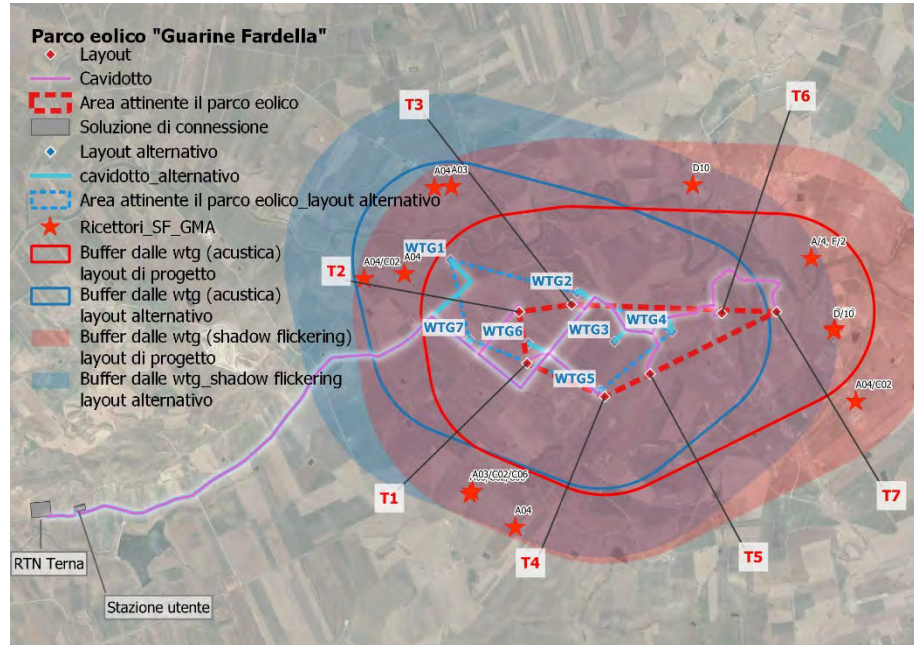 Parco eolico "Guarine Fardella"
Layout
Cavidotto
Area attinente il parco eolico
Soluzione di connessione
Layout alternativo
cavidotto_alternativo
Area attinente il parco eolico_layout alternativo
Ricettori_SF_GMA
Buffer dalle wtg (acustica)
layout di progetto
Buffer dalle wtg (acustica)
layout alternativo
Buffer dalle wtg (shadow flickering)
layout di progetto
Buffer dalle wtg_shadow flickering
layout alternativo
T3
T6
A04
A03
D10
A04/C02
A04
A/4, F/2
WTG1
T2
WTG2
WTG7
WTG6
WTG3
WTG4
D/10
WTG5
A04/C02
A03/C02/C06
A04
T1
T7
T4
T5
RTN Terna
Stazione utente